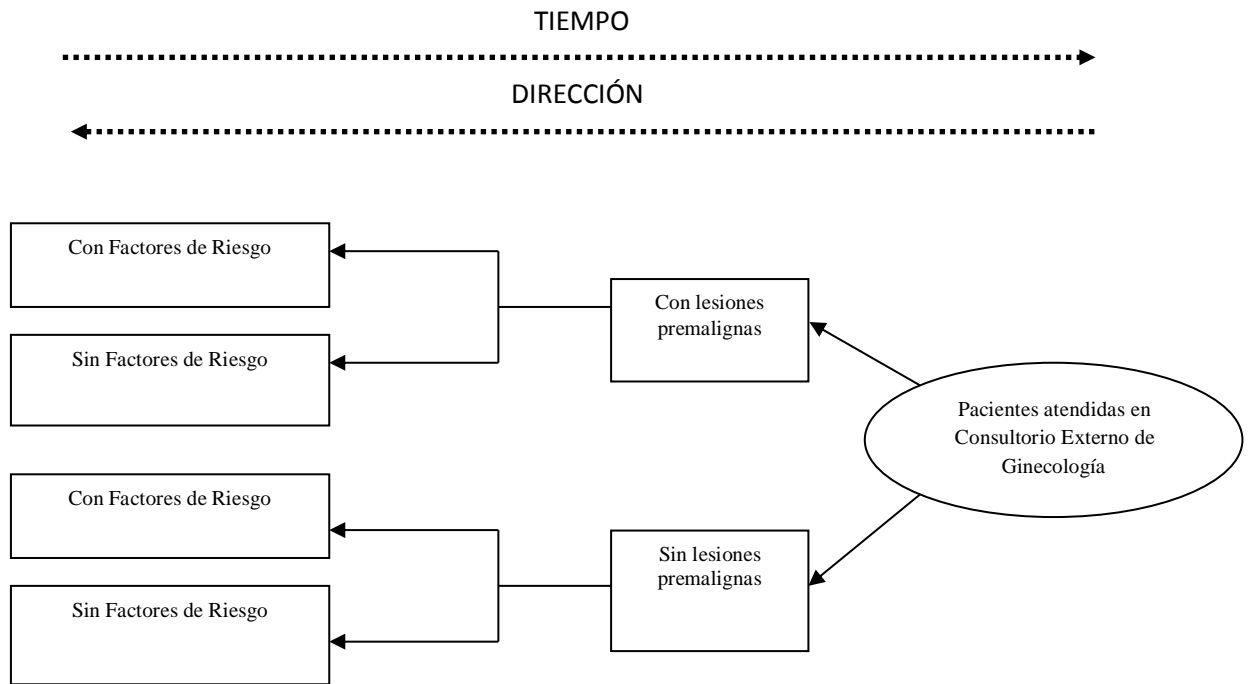 TIEMPO
DIRECCIÓN
Con Factores de Riesgo
Sin Factores de Riesgo
Con lesiones
premalignas
Pacientes atendidas en
Consultorio Externo de
Ginecología
Con Factores de Riesgo
Sin Factores de Riesgo
Sin lesiones
premalignas